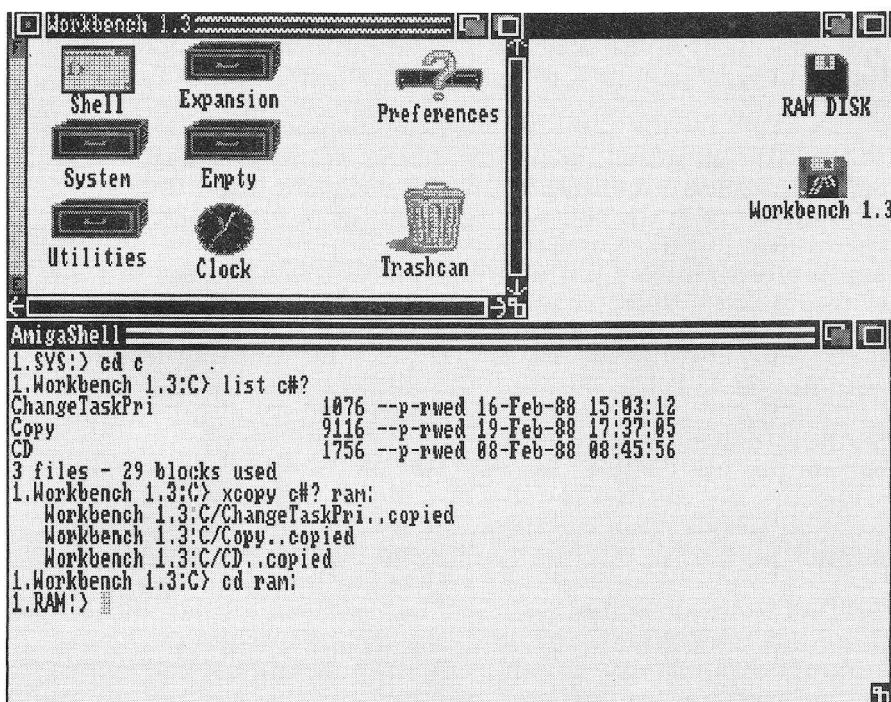 Workbench 1.3
Shell
Expansion
Preferences
System
Empty
Utilities
Clock
Trashcan
RAM DISK
Workbench 1.3
AmigaShell
1.SYS:> cd c
1.Workbench 1.3:C> list c#?
ChangeTaskPri 1076 --p-rwed 16-Feb-88 15:03:12
Copy 9116 --p-rwed 19-Feb-88 17:37:05
CD 1756 --p-rwed 08-Feb-88 08:45:56
3 files - 29 blocks used
1.Workbench 1.3:C> xcopy c#? ram:
Workbench 1.3:C/ChangeTaskPri..copied
Workbench 1.3:C/Copy..copied
Workbench 1.3:C/CD..copied
1.Workbench 1.3:C> cd ram:
1.RAM:>